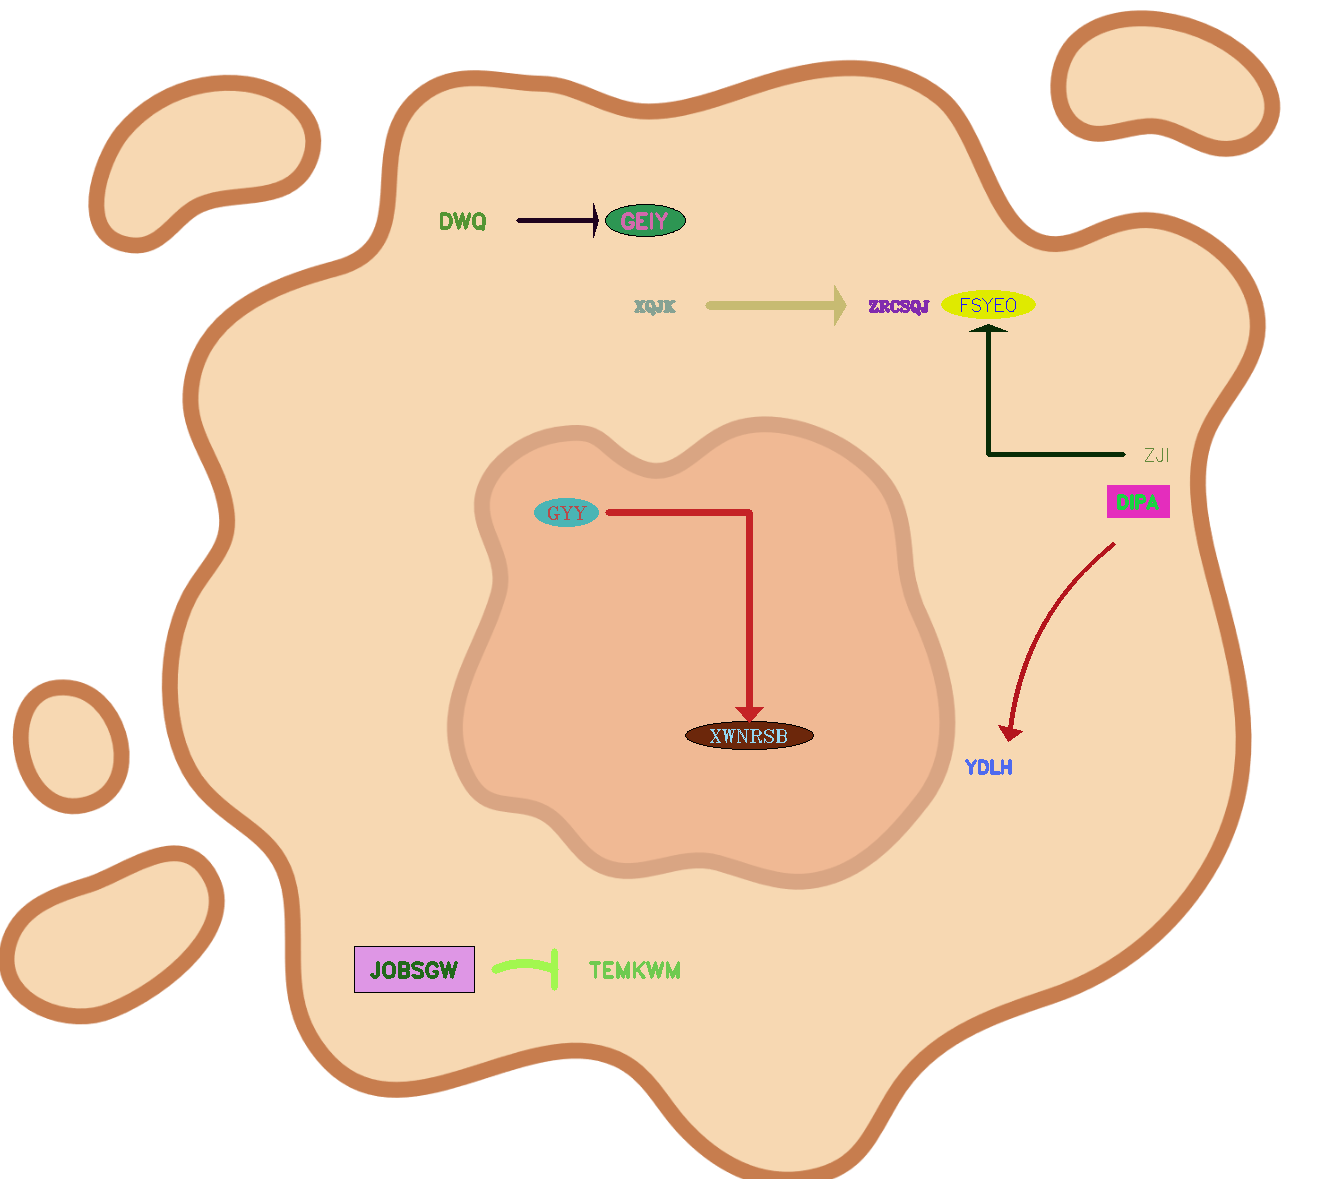 DWQ
GEIY
XQJK
ZRCSQJ
FSYEO
ZJI
DIPA
GYY
XWNRSB
YDLH
JOBSGW
TEMKWM